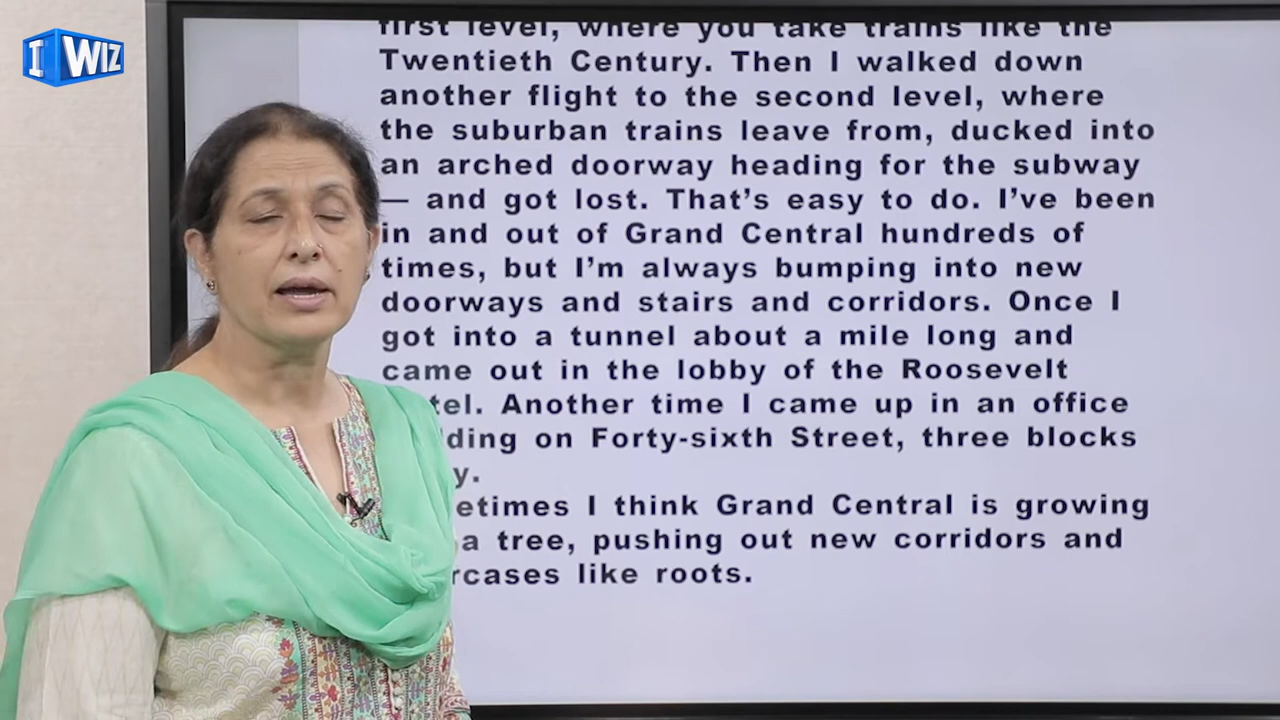 I WIZ
first level, where you take trains like the
Twentieth Century. Then I walked down
another flight to the second level, where
the suburban trains leave from, ducked into
an arched doorway heading for the subway
— and got lost. That’s easy to do. I’ve been
in and out of Grand Central hundreds of
times, but I’m always bumping into new
doorways and stairs and corridors. Once I
got into a tunnel about a mile long and
came out in the lobby of the Roosevelt
tel. Another time I came up in an office
ding on Forty-sixth Street, three blocks
y.
etimes I think Grand Central is growing
a tree, pushing out new corridors and
rcases like roots.